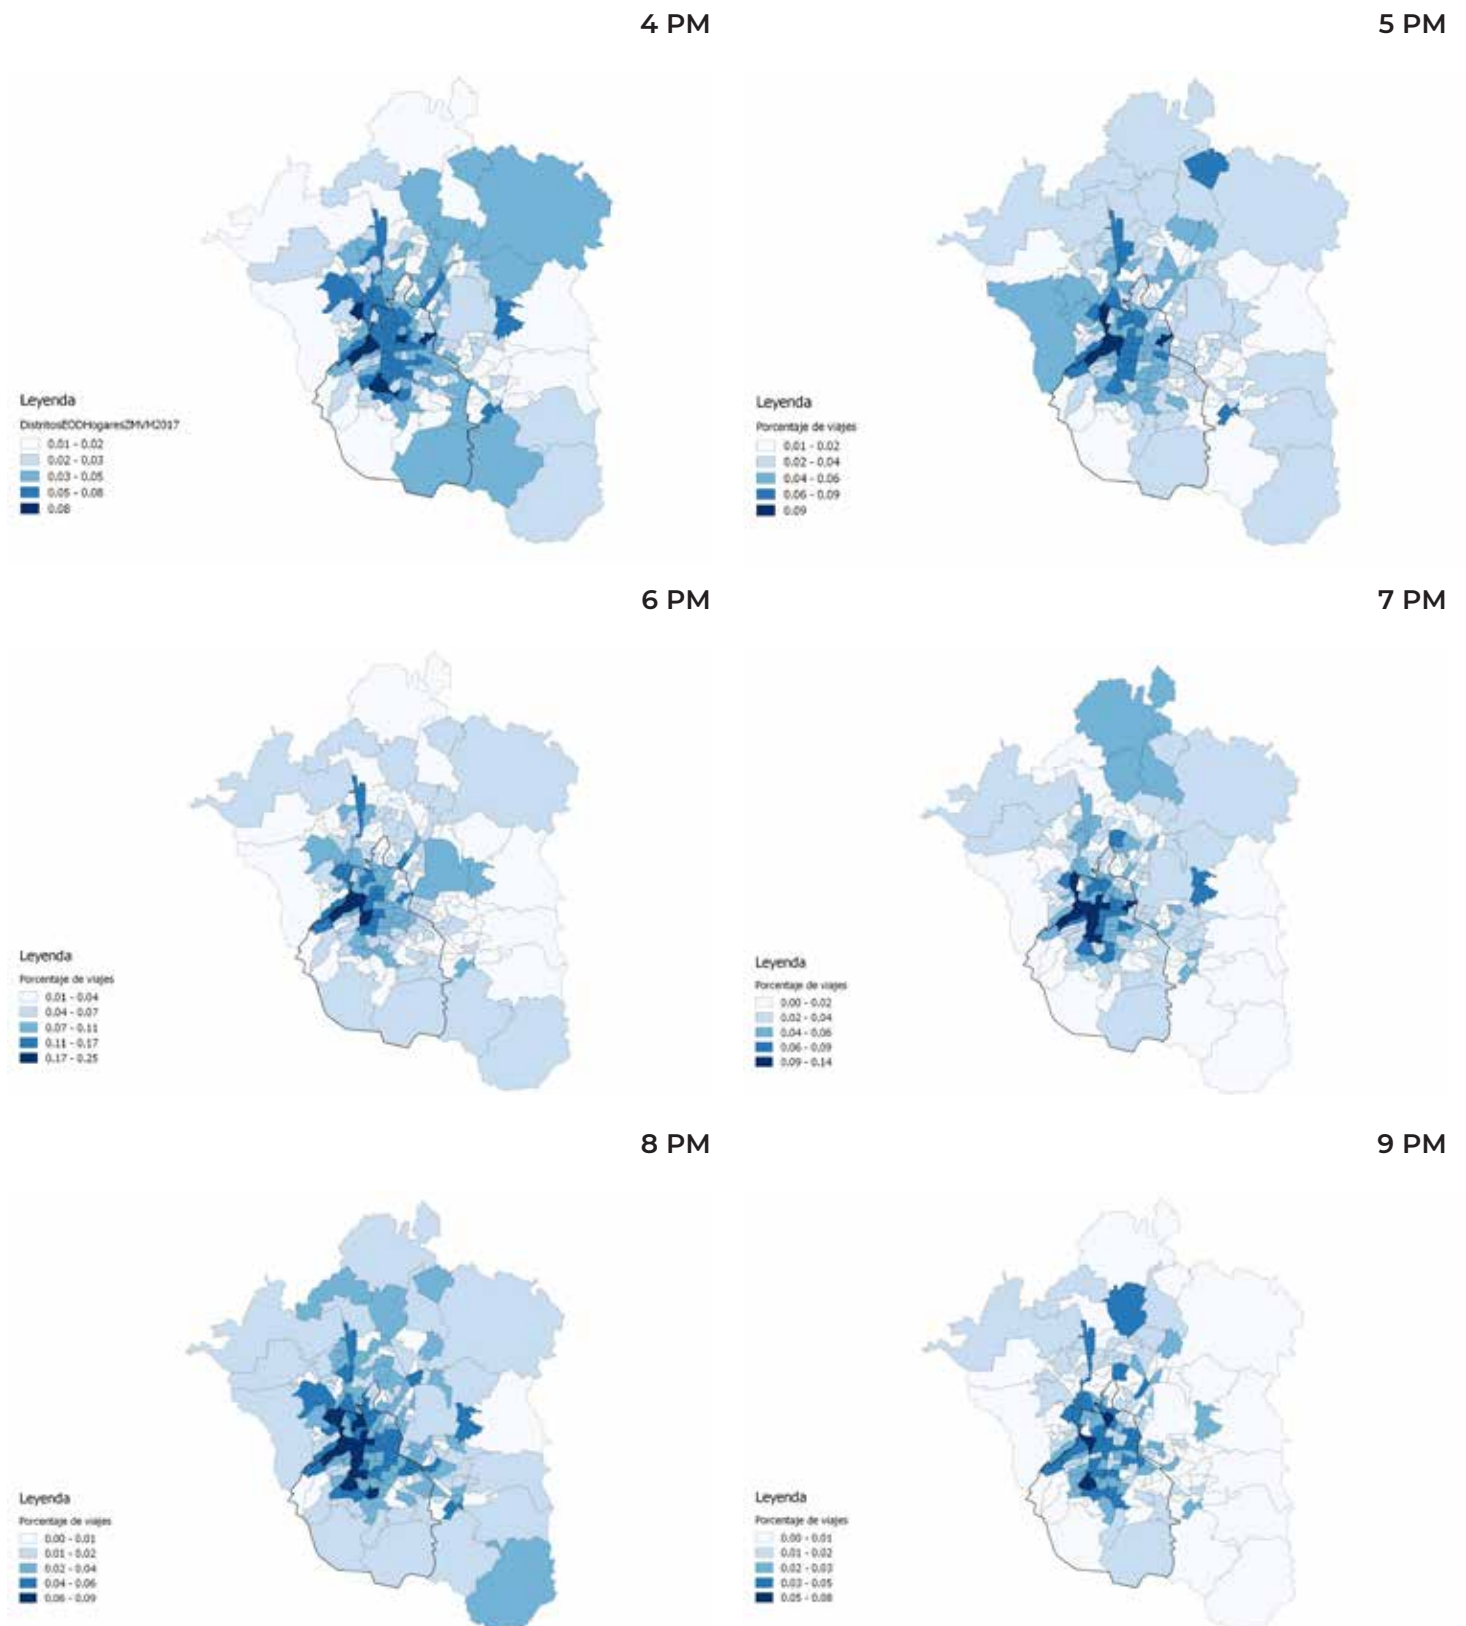 4 PM
5 PM
Leyenda
DistritosEODHogaresZMVM2017
0.01 - 0.02
0.02 - 0.03
0.03 - 0.05
0.05 - 0.08
0.08
Leyenda
Porcentaje de viajes
0.01 - 0.02
0.02 - 0.04
0.04 - 0.06
0.06 - 0.09
0.09
6 PM
7 PM
Leyenda
Porcentaje de viajes
0.01 - 0.04
0.04 - 0.07
0.07 - 0.11
0.11 - 0.17
0.17 - 0.25
Leyenda
Porcentaje de viajes
0.00 - 0.02
0.02 - 0.04
0.04 - 0.06
0.06 - 0.09
0.09 - 0.14
8 PM
9 PM
Leyenda
Porcentaje de viajes
0.00 - 0.01
0.01 - 0.02
0.02 - 0.04
0.04 - 0.06
0.06 - 0.09
Leyenda
Porcentaje de viajes
0.00 - 0.01
0.01 - 0.02
0.02 - 0.03
0.03 - 0.05
0.05 - 0.08